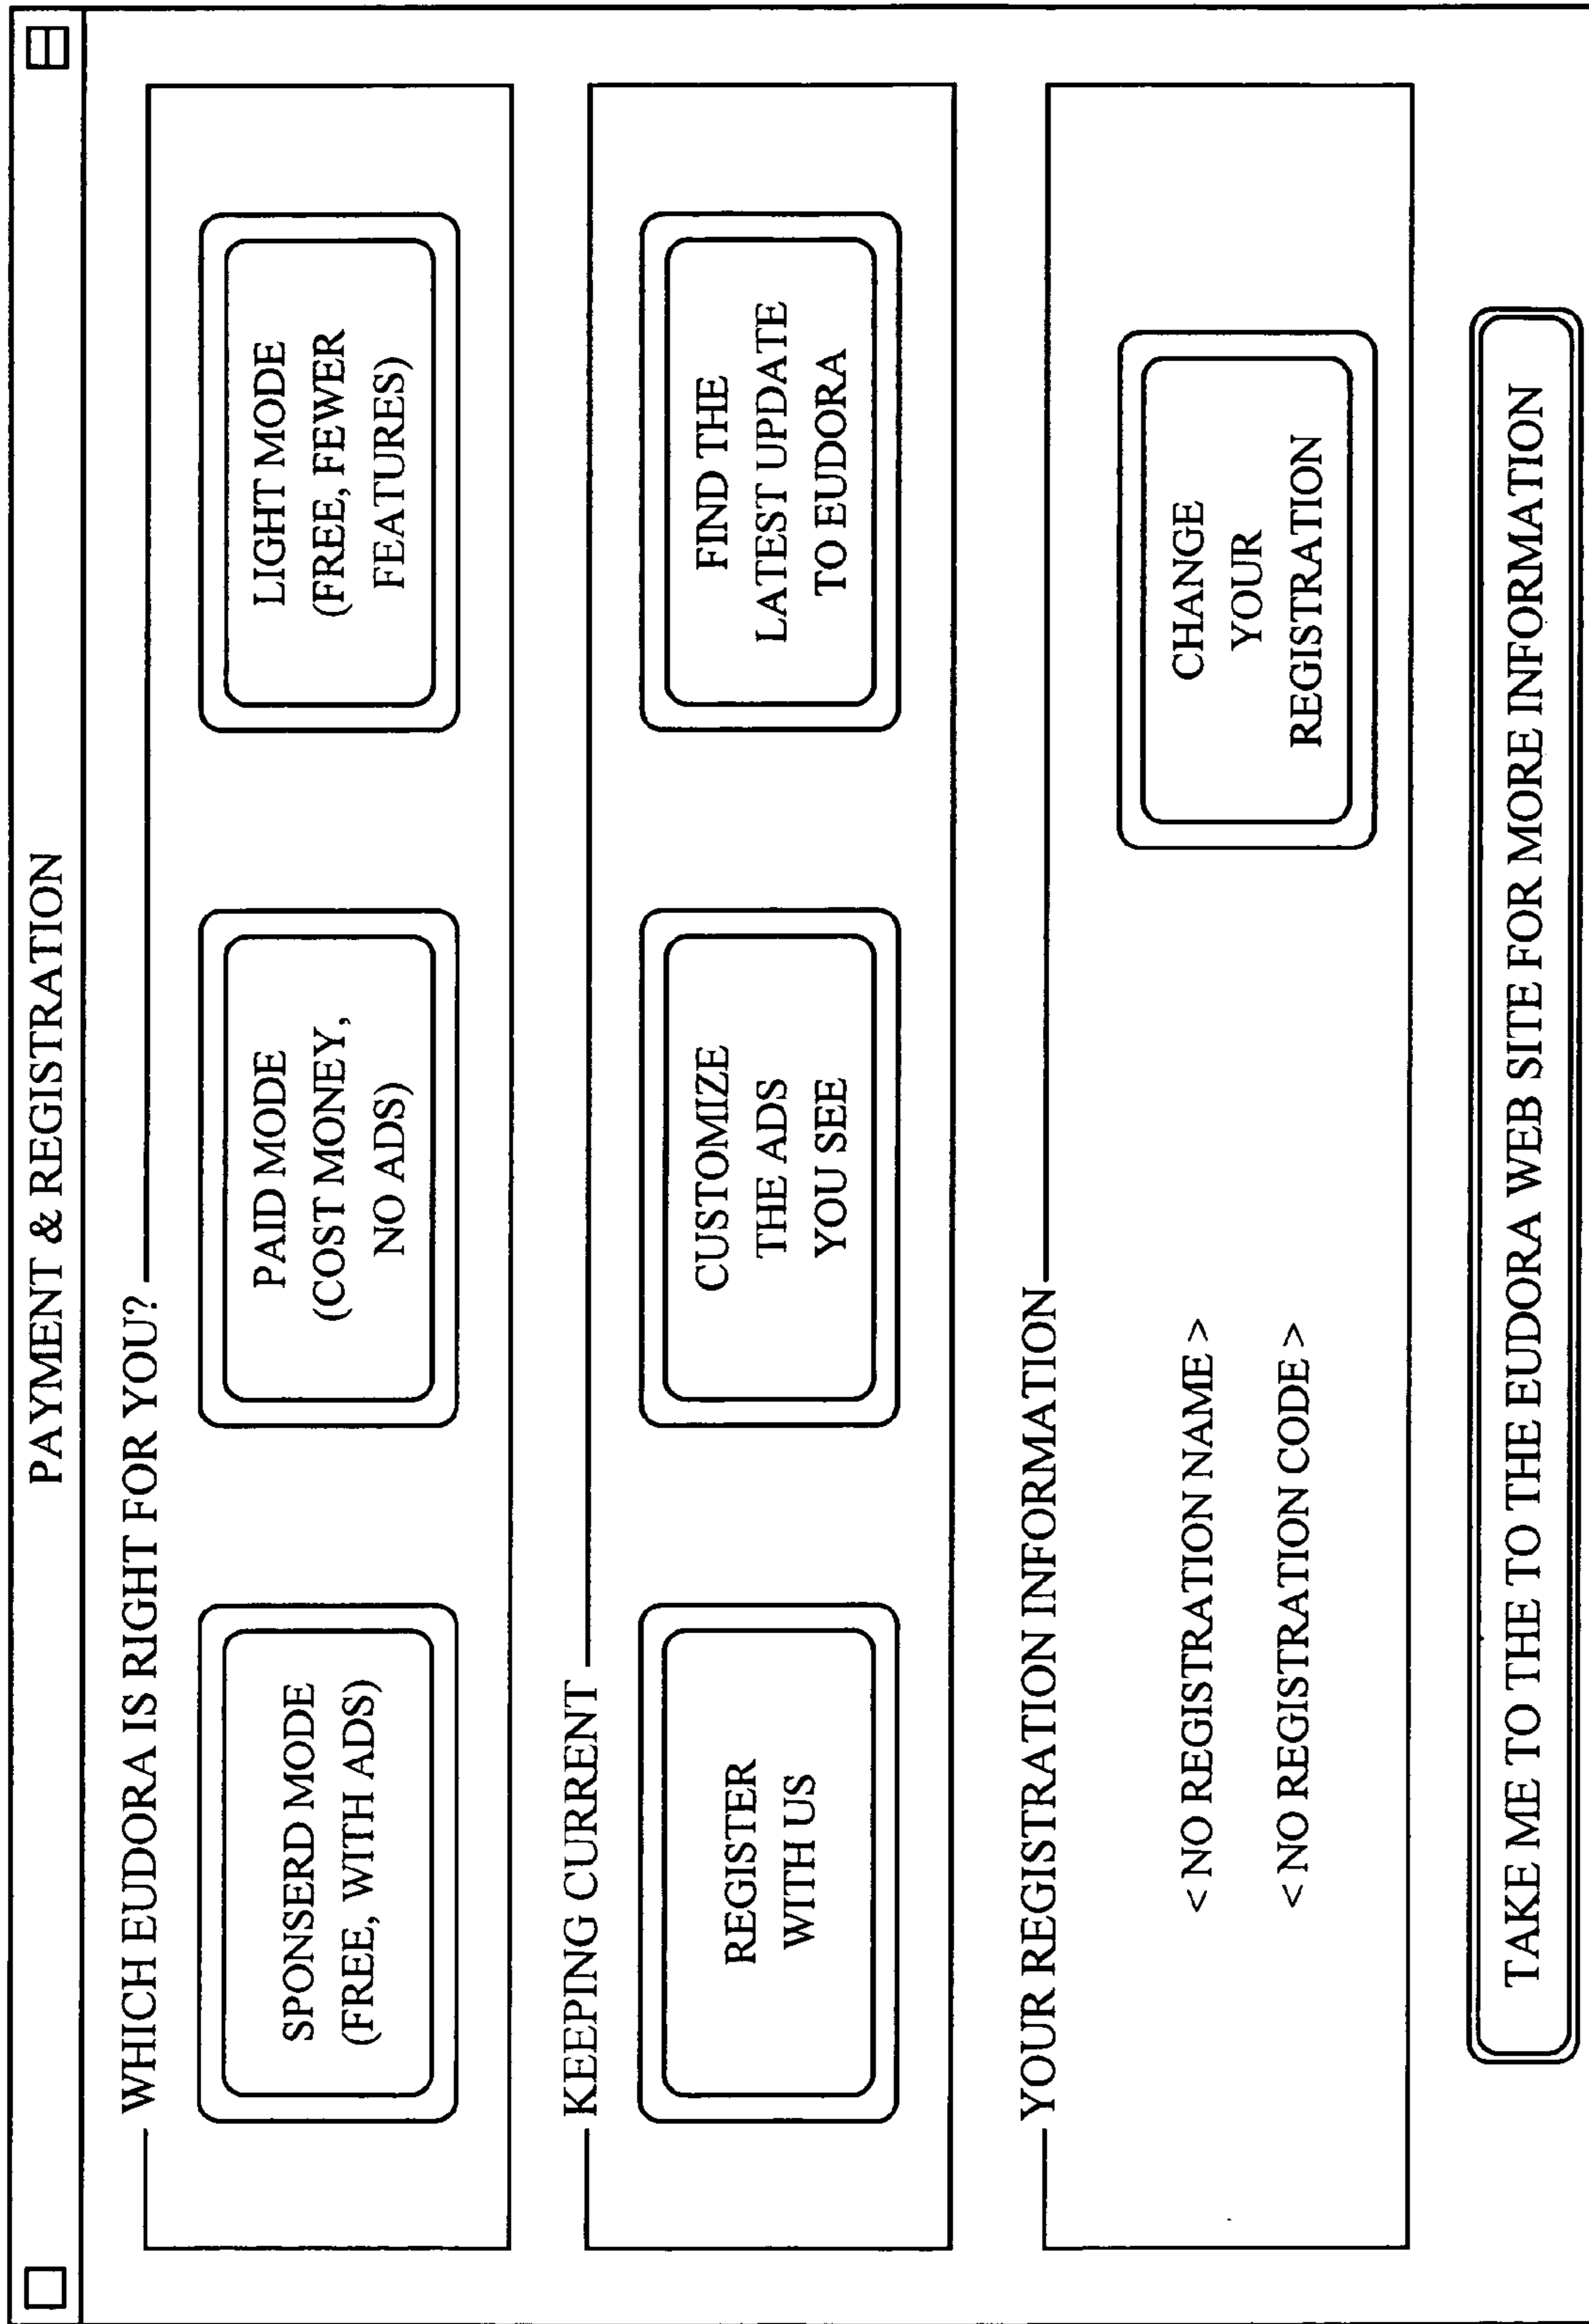 PAYMENT & REGISTRATION
WHICH EUDORA IS RIGHT FOR YOU?
SPONSERD MODE
(FREE, WITH ADS)
PAID MODE
(COST MONEY,
NO ADS)
LIGHT MODE
(FREE, FEWER
FEATURES)
KEEPING CURRENT
REGISTER
WITH US
CUSTOMIZE
THE ADS
YOU SEE
FIND THE
LATEST UPDATE
TO EUDORA
YOUR REGISTRATION INFORMATION
< NO REGISTRATION NAME >
< NO REGISTRATION CODE >
CHANGE
YOUR
REGISTRATION
TAKE ME TO THE TO THE EUDORA WEB SITE FOR MORE INFORMATION